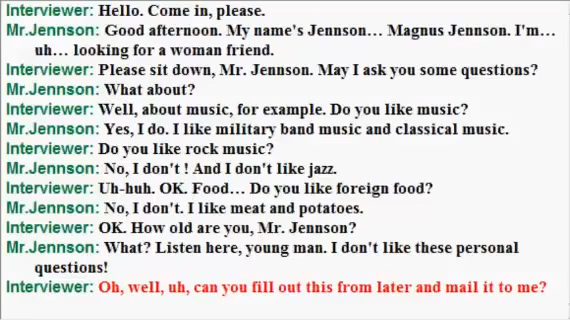 Interviewer: Hello. Come in, please.
Mr.Jennson: Good afternoon. My name's Jennson… Magnus Jennson. I'm…
uh… looking for a woman friend.
Interviewer: Please sit down, Mr. Jennson. May I ask you some questions?
Mr.Jennson: What about?
Interviewer: Well, about music, for example. Do you like music?
Mr.Jennson: Yes, I do. I like military band music and classical music.
Interviewer: Do you like rock music?
Mr.Jennson: No, I don't ! And I don't like jazz.
Interviewer: Uh-huh. OK. Food… Do you like foreign food?
Mr.Jennson: No, I don't. I like meat and potatoes.
Interviewer: OK. How old are you, Mr. Jennson?
Mr.Jennson: What? Listen here, young man. I don't like these personal
questions!
Interviewer: Oh, well, uh, can you fill out this from later and mail it to me?